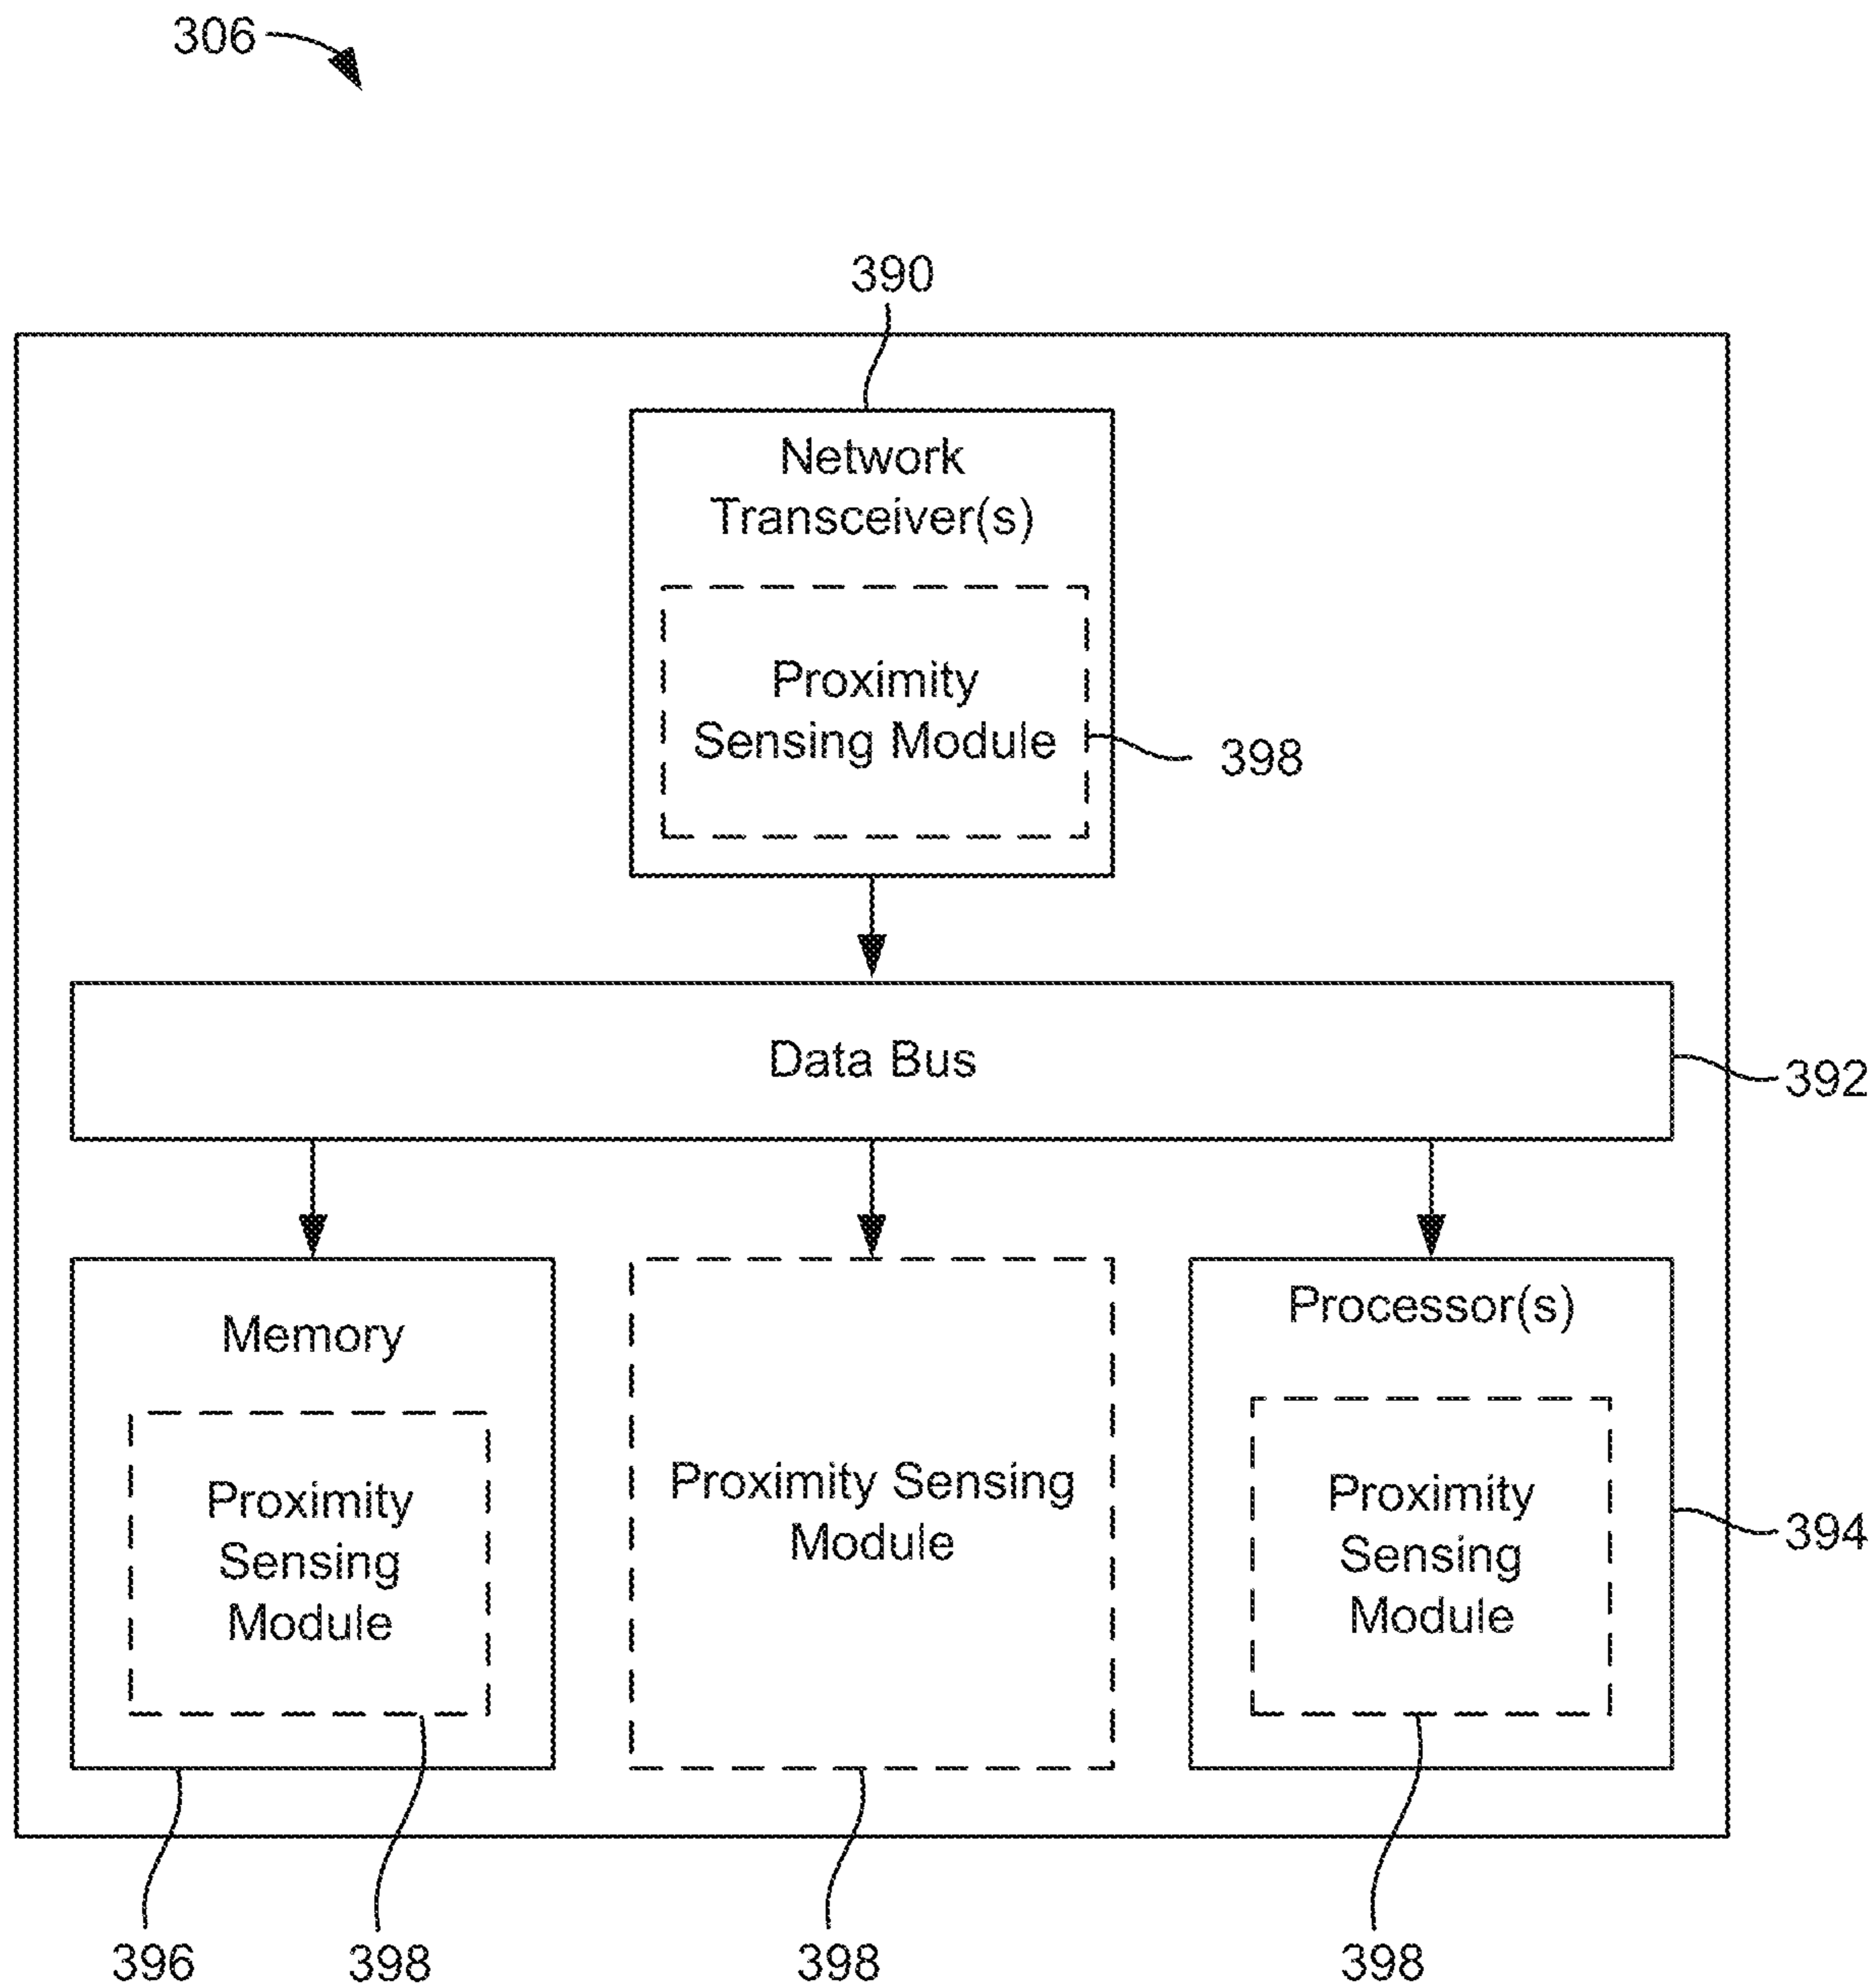 306
390
Network
Transceiver(s)
Proximity
Sensing Module
398
Data Bus
392
Memory
Proximity
Sensing
Module
Proximity Sensing
Module
Processor(s)
Proximity
Sensing
Module
394
396
398
398
398